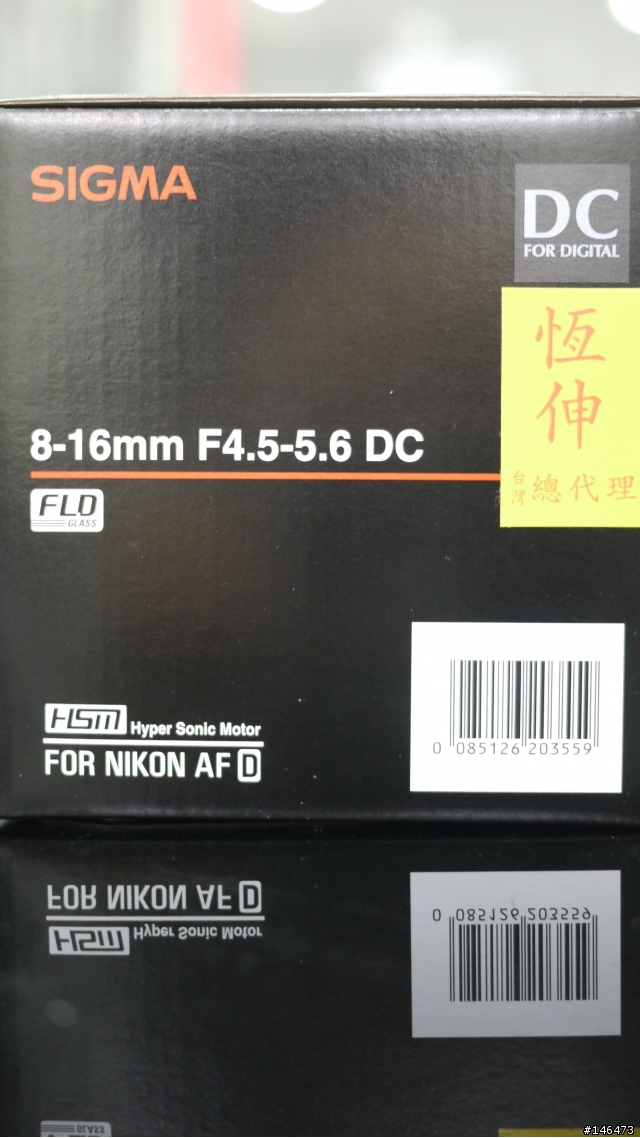 SIGMA
DC
FOR DIGITAL
恆
伸
台灣 總代理
8-16mm F4.5-5.6 DC
FLD
GLASS
HSM Hyper Sonic Motor
FOR NIKON AF D
0 085126 203559
FOR NIKON AF D
HSM Hyper Sonic Motor
0 085126 203559
GLASS
#146473